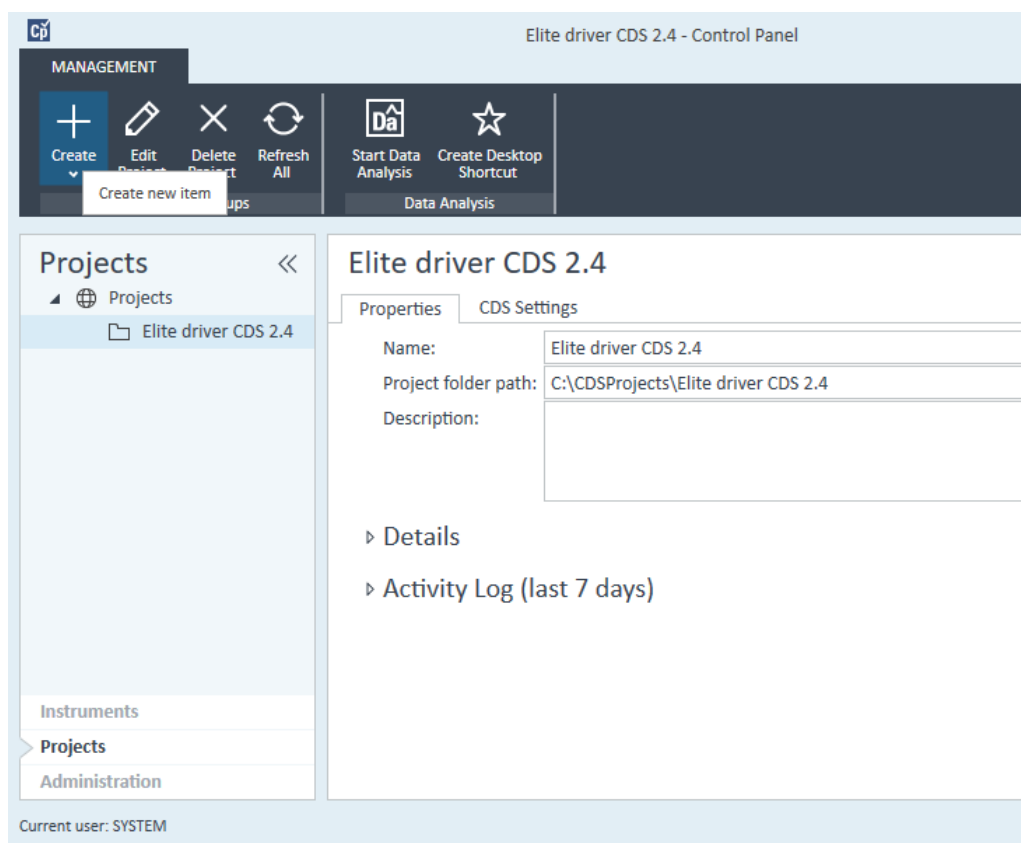 Cp
Elite driver CDS 2.4 - Control Panel
MANAGEMENT
Create Edit Delete Refresh All
Start Data Analysis Create Desktop Shortcut
Create new item
Data Analysis
Projects
Projects
Elite driver CDS 2.4
Elite driver CDS 2.4
Properties CDS Settings
Name: Elite driver CDS 2.4
Project folder path: C:\CDSProjects\Elite driver CDS 2.4
Description:
Details
Activity Log (last 7 days)
Instruments
Projects
Administration
Current user: SYSTEM